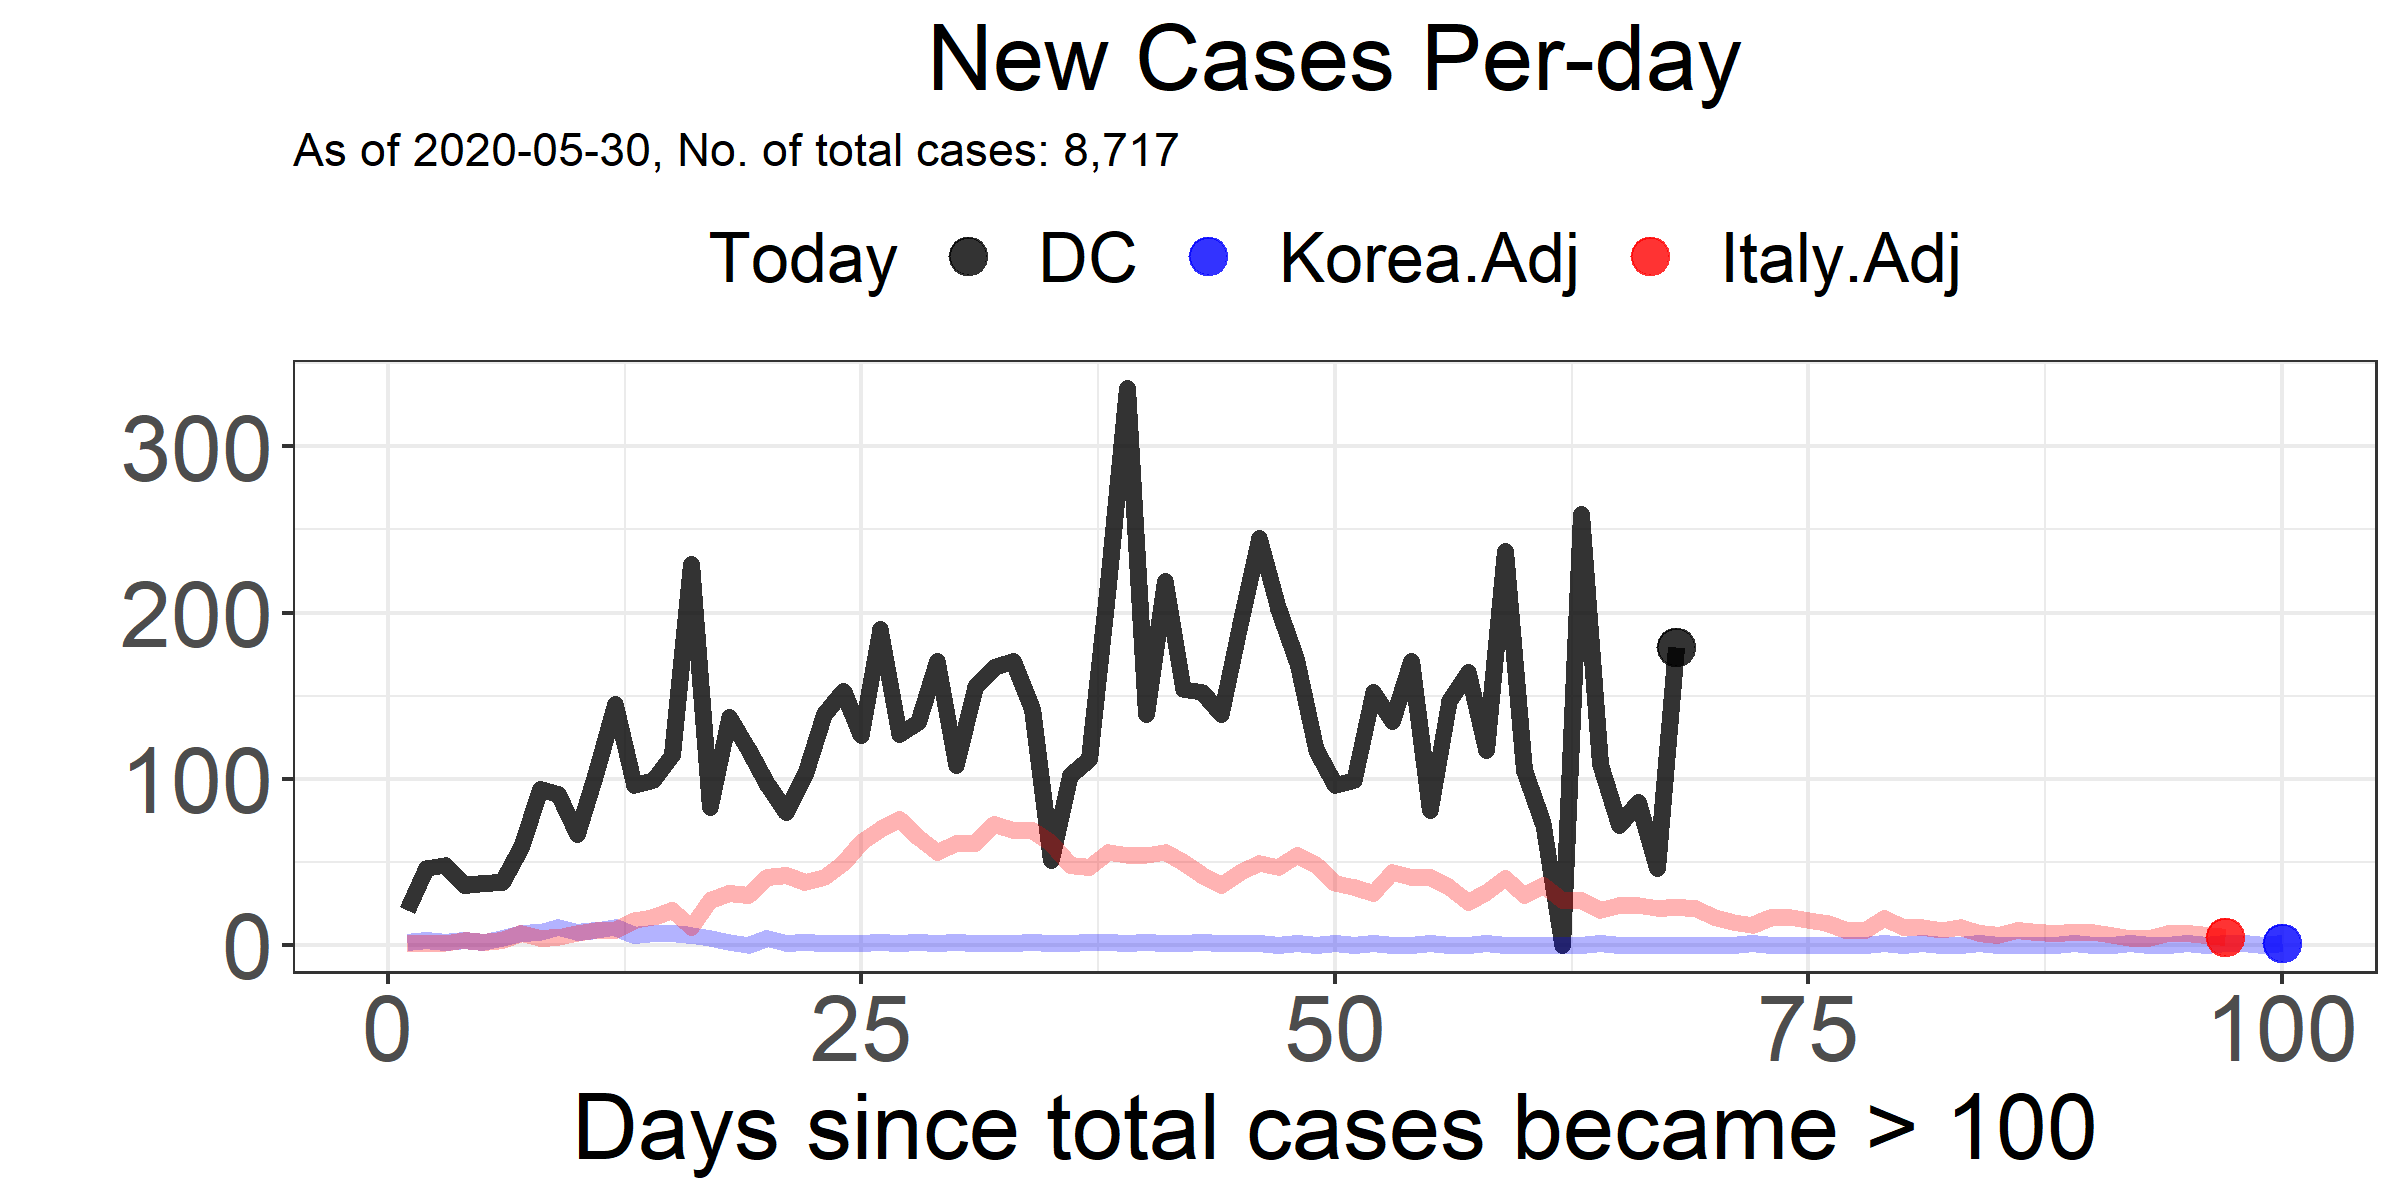 New Cases Per-day
As of 2020-05-30, No. of total cases: 8,717
Today DC Korea.Adj Italy.Adj
300
200
100
0
0 25 50 75 100
Days since total cases became > 100